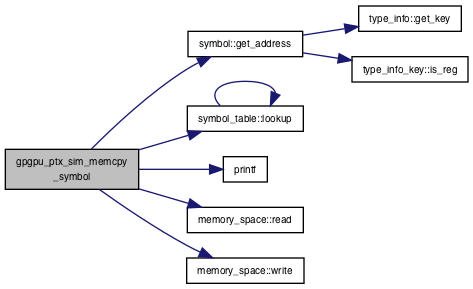 type_info::get_key
symbol::get_address
type_info_key::is_reg
symbol_table::lookup
gpgpu_ptx_sim_memcpy
_symbol
printf
memory_space::read
memory_space::write